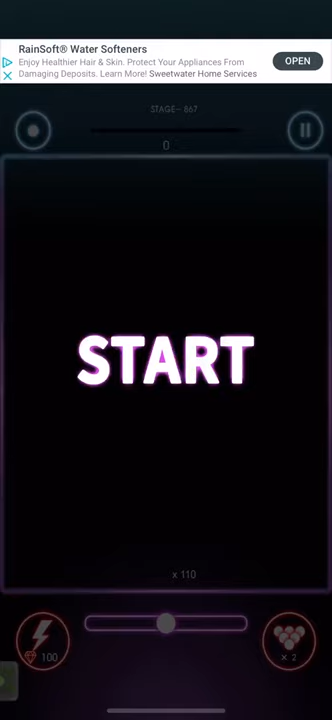 RainSoft® Water Softeners
Enjoy Healthier Hair & Skin. Protect Your Appliances From
Damaging Deposits. Learn More! Sweetwater Home Services
OPEN
STAGE- 867
0
START
x 110
100
× 2